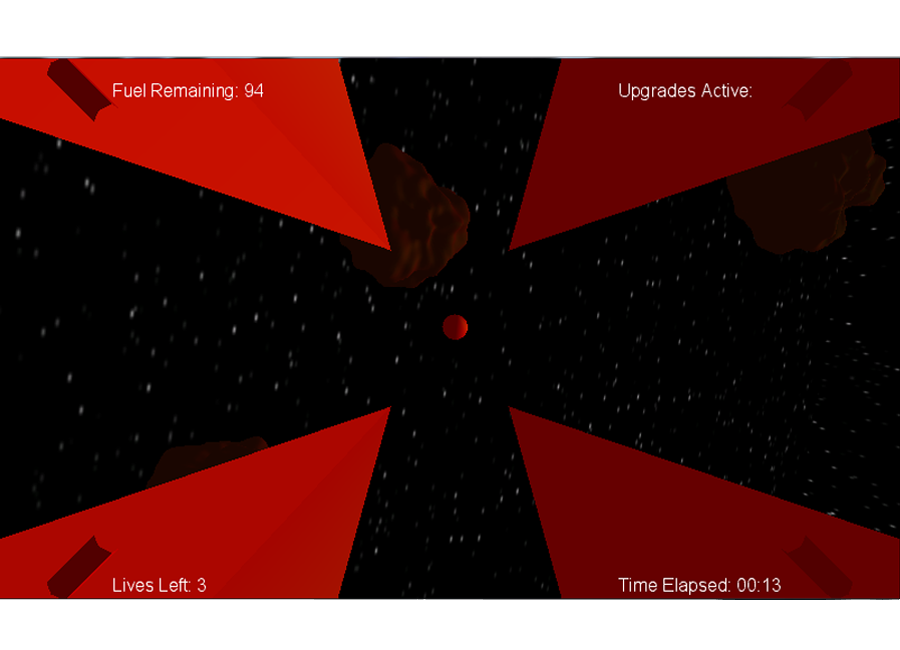 Fuel Remaining: 94
Upgrades Active:
Lives Left: 3
Time Elapsed: 00:13